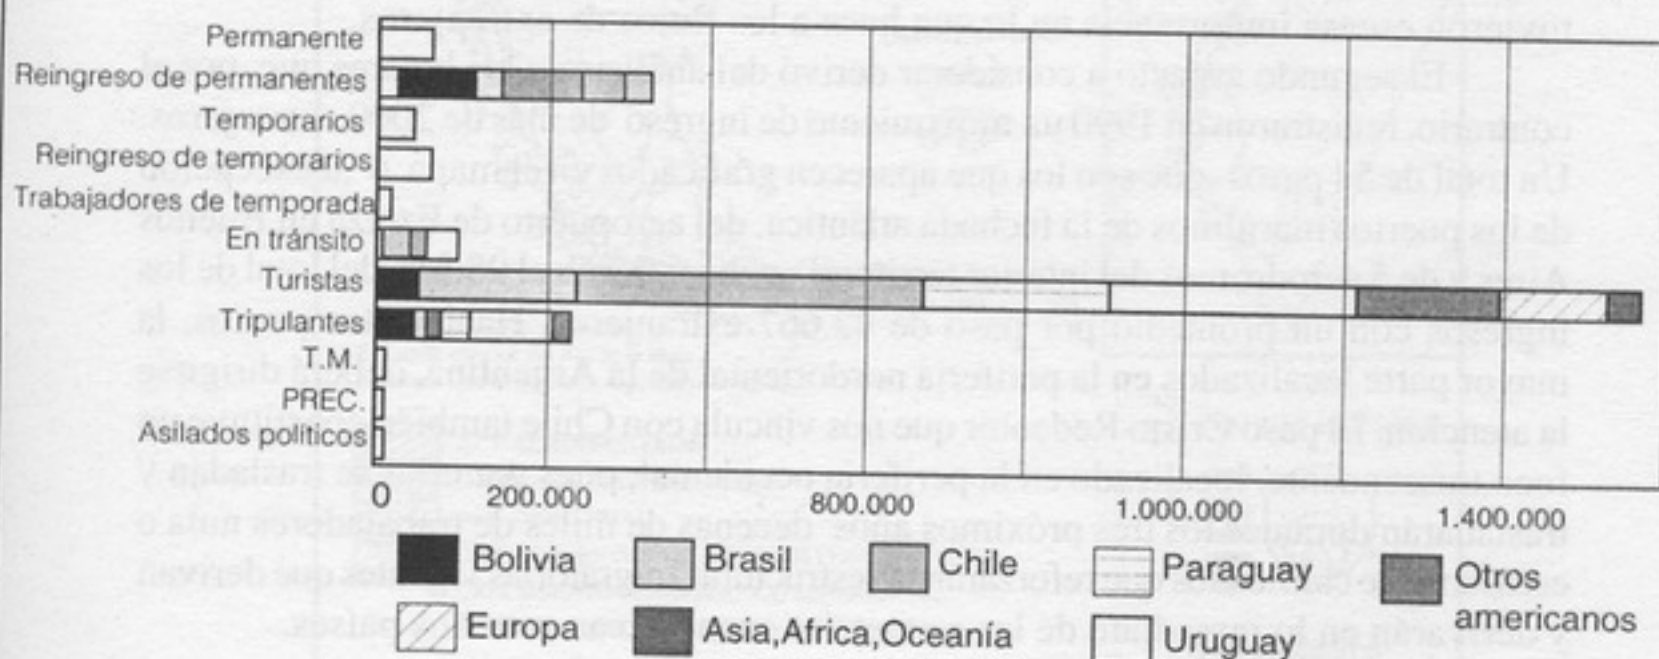 Permanente
Reingreso de permanentes
Temporarios
Reingreso de temporarios
Trabajadores de temporada
En tránsito
Turistas
Tripulantes
T.M.
PREC.
Asilados políticos
0 200.000 800.000 1.000.000 1.400.000
Bolivia Brasil Chile Paraguay Otros americanos
Europa Asia,Africa,Oceanía Uruguay